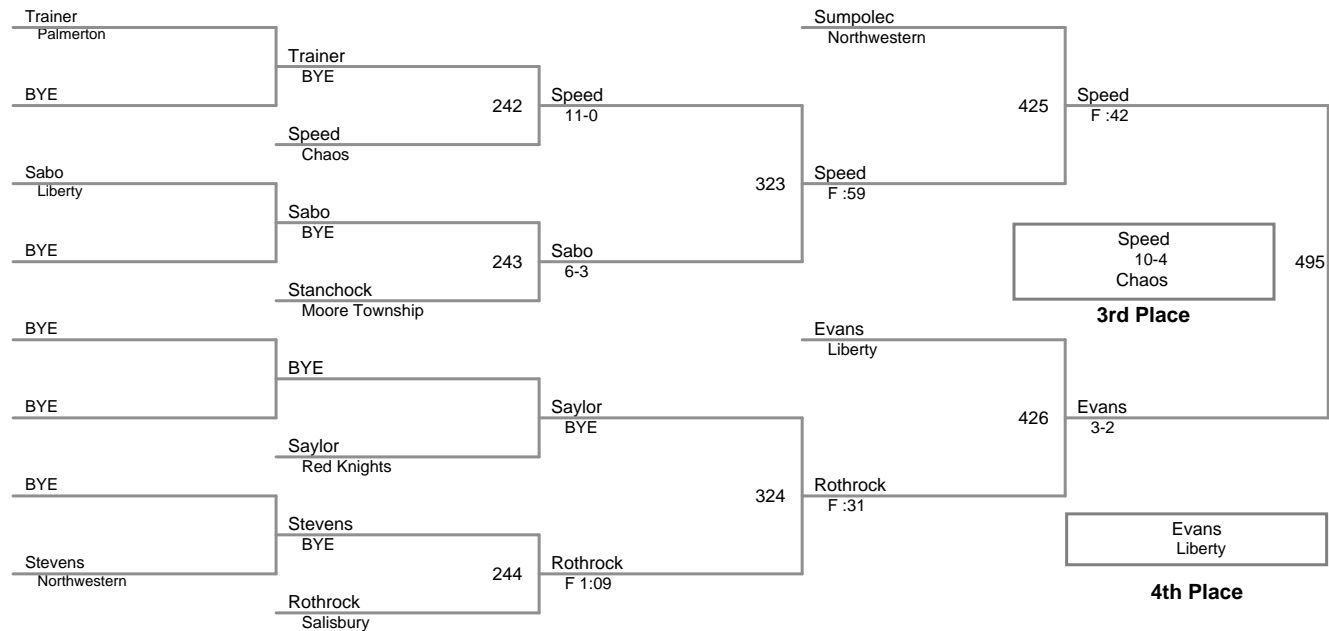 Trainer
Palmerton
BYE
Sabo
Liberty
BYE
BYE
BYE
BYE
Stevens
Northwestern
Trainer
BYE
Speed
Chaos
Sabo
BYE
Stanchock
Moore Township
BYE
Saylor
Red Knights
Stevens
BYE
Rothrock
Salisbury
242
243
244
Speed
11-0
Sabo
6-3
Saylor
BYE
Rothrock
F 1:09
323
324
Sumpolec
Northwestern
Speed
F :59
Evans
Liberty
Rothrock
F :31
425
426
Speed
F :42
Evans
3-2
495
Speed
10-4
Chaos
3rd Place
Evans
Liberty
4th Place